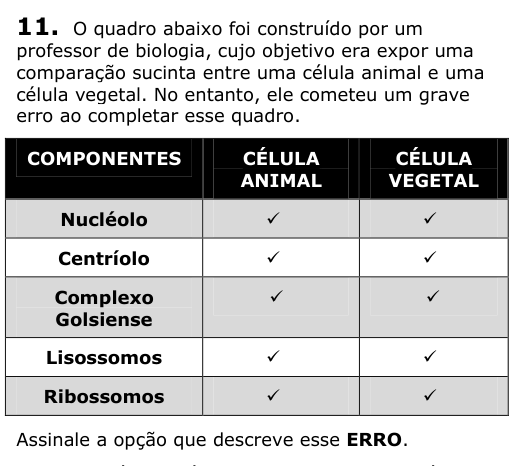 11. O quadro abaixo foi construído por um
professor de biologia, cujo objetivo era expor uma
comparação sucinta entre uma célula animal e uma
célula vegetal. No entanto, ele cometeu um grave
erro ao completar esse quadro.
COMPONENTES CÉLULA ANIMAL CÉLULA VEGETAL
Nucléolo ✓ ✓
Centríolo ✓ ✓
Complexo Golsiense ✓ ✓
Lisossomos ✓ ✓
Ribossomos ✓ ✓
Assinale a opção que descreve esse ERRO.